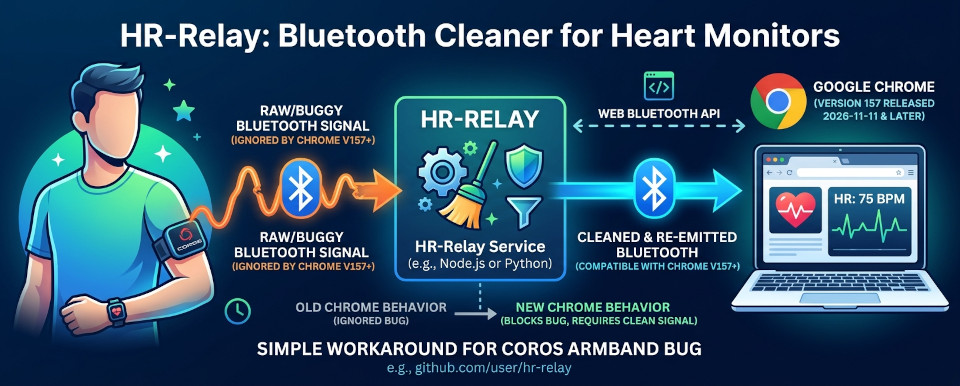 HR-Relay: Bluetooth Cleaner for Heart Monitors
RAW/BUGGY
BLUETOOTH SIGNAL
(IGNORED BY CHROME V157+)
RAW/BUGGY
BLUETOOTH SIGNAL
(IGNORED BY CHROME V157+)
HR-RELAY
HR-Relay Service
(e.g., Node.js or Python)
WEB BLUETOOTH API
GOOGLE CHROME
(VERSION 157 RELEASED
2026-11-11 & LATER)
CLEANED & RE-EMITTED
BLUETOOTH
(COMPATIBLE WITH CHROME V157+)
HR: 75 BPM
OLD CHROME BEHAVIOR
(IGNORED BUG)
NEW CHROME BEHAVIOR
(BLOCKS BUG, REQUIRES CLEAN SIGNAL)
SIMPLE WORKAROUND FOR COROS ARMBAND BUG
e.g., github.com/user/hr-relay